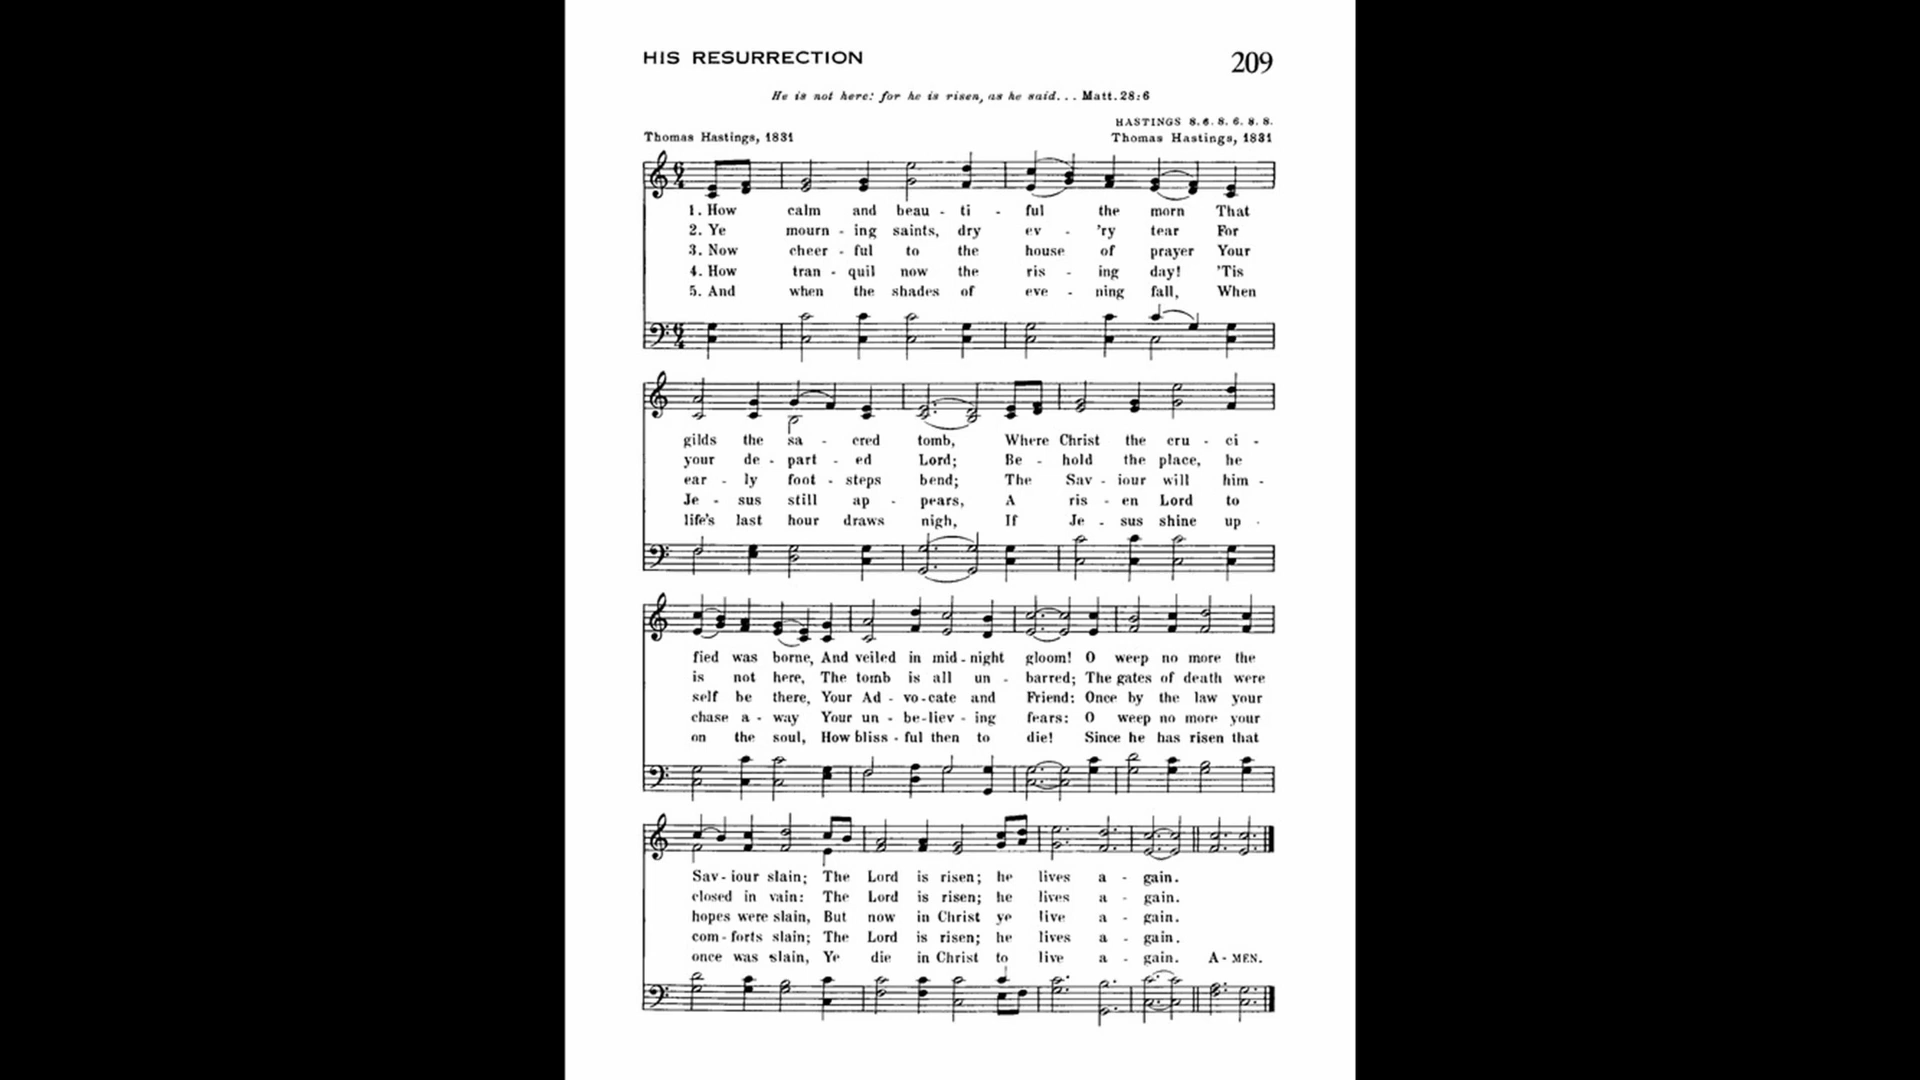 HIS RESURRECTION 209
He is not here: for he is risen, as he said... Matt. 28:6
HASTINGS 8. 6. 8. 6. 8. 8.
Thomas Hastings, 1831 Thomas Hastings, 1831
6 4
1. How calm and beau - ti - ful the morn That
2. Ye mourn - ing saints, dry ev - 'ry tear For
3. Now cheer - ful to the house of prayer Your
4. How tran - quil now the ris - ing day! 'Tis
5. And when the shades of eve - ning fall, When
6 4
gilds the sa - cred tomb, Where Christ the cru - ci -
your de - part - ed Lord; Be - hold the place, he
ear - ly foot - steps bend; The Sav - iour will him -
Je - sus still ap - pears, A ris - en Lord to
life's last hour draws nigh, If Je - sus shine up -
fied was borne, And veiled in mid - night gloom! O weep no more the
is not here, The tomb is all un - barred; The gates of death were
self be there, Your Ad - vo - cate and Friend: Once by the law your
chase a - way Your un - be - liev - ing fears: O weep no more your
on the soul, How bliss - ful then to die! Since he has risen that
Sav - iour slain; The Lord is risen; he lives a - gain.
closed in vain: The Lord is risen; he lives a - gain.
hopes were slain, But now in Christ ye live a - gain.
com - forts slain; The Lord is risen; he lives a - gain.
once was slain, Ye die in Christ to live a - gain. A - MEN.